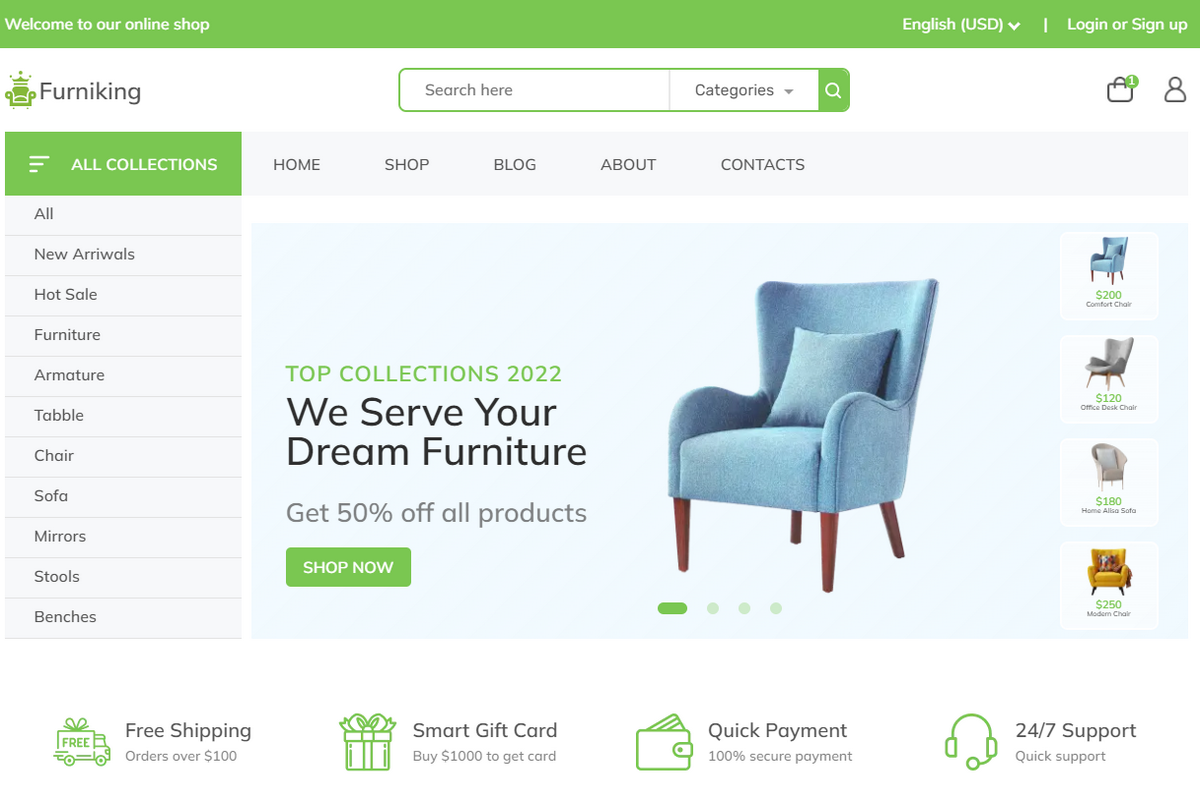 Welcome to our online shop
English (USD) | Login or Sign up
Furniking
Search here
Categories
1
ALL COLLECTIONS
HOME
SHOP
BLOG
ABOUT
CONTACTS
All
New Arriwals
Hot Sale
Furniture
Armature
Tabble
Chair
Sofa
Mirrors
Stools
Benches
TOP COLLECTIONS 2022
We Serve Your
Dream Furniture
Get 50% off all products
SHOP NOW
$200
Comfort Chair
$120
Office Desk Chair
$180
Home Alisa Sofa
$250
Modern Chair
FREE
Free Shipping
Orders over $100
Smart Gift Card
Buy $1000 to get card
Quick Payment
100% secure payment
24/7 Support
Quick support